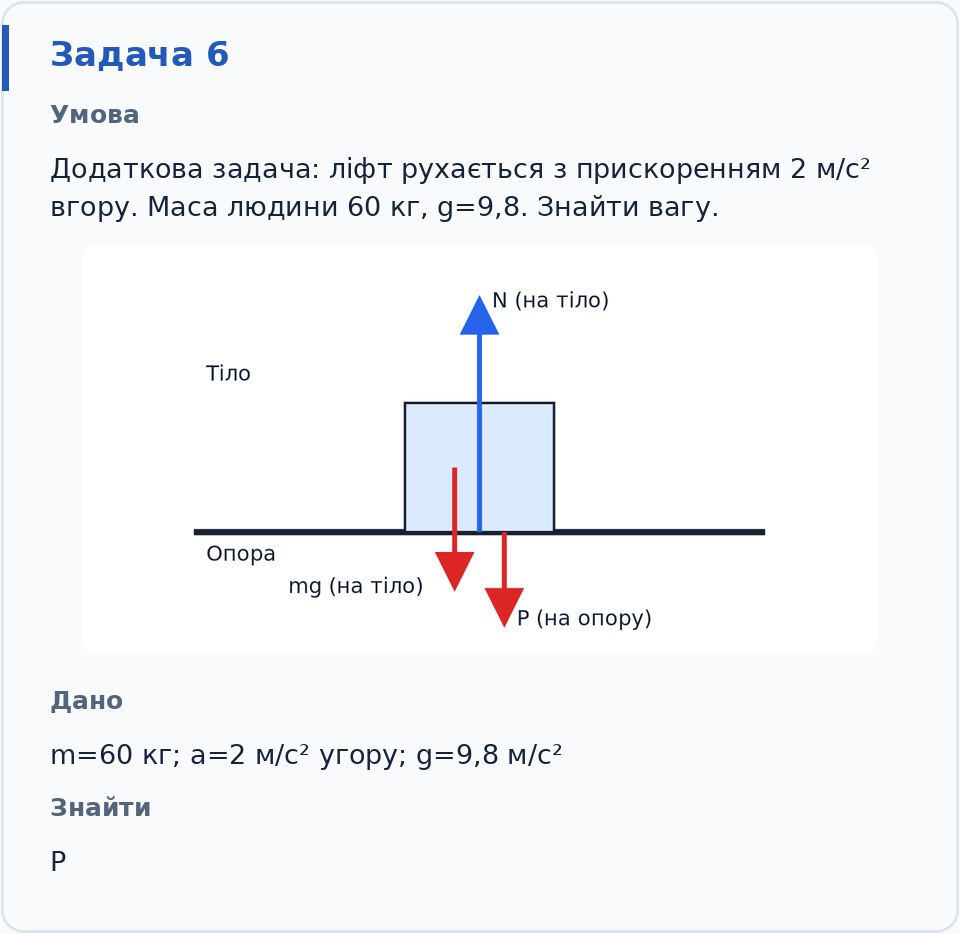 Задача 6
Умова
Додаткова задача: ліфт рухається з прискоренням 2 м/с²
вгору. Маса людини 60 кг, g=9,8. Знайти вагу.
N (на тіло)
Тіло
Опора
mg (на тіло)
P (на опору)
Дано
m=60 кг; a=2 м/с² угору; g=9,8 м/с²
Знайти
P